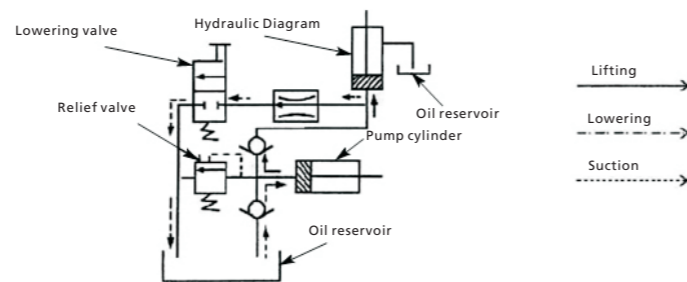 Hydraulic Diagram
Lowering valve
Lifting
Relief valve
Oil reservoir
Lowering
Pump cylinder
Suction
Oil reservoir